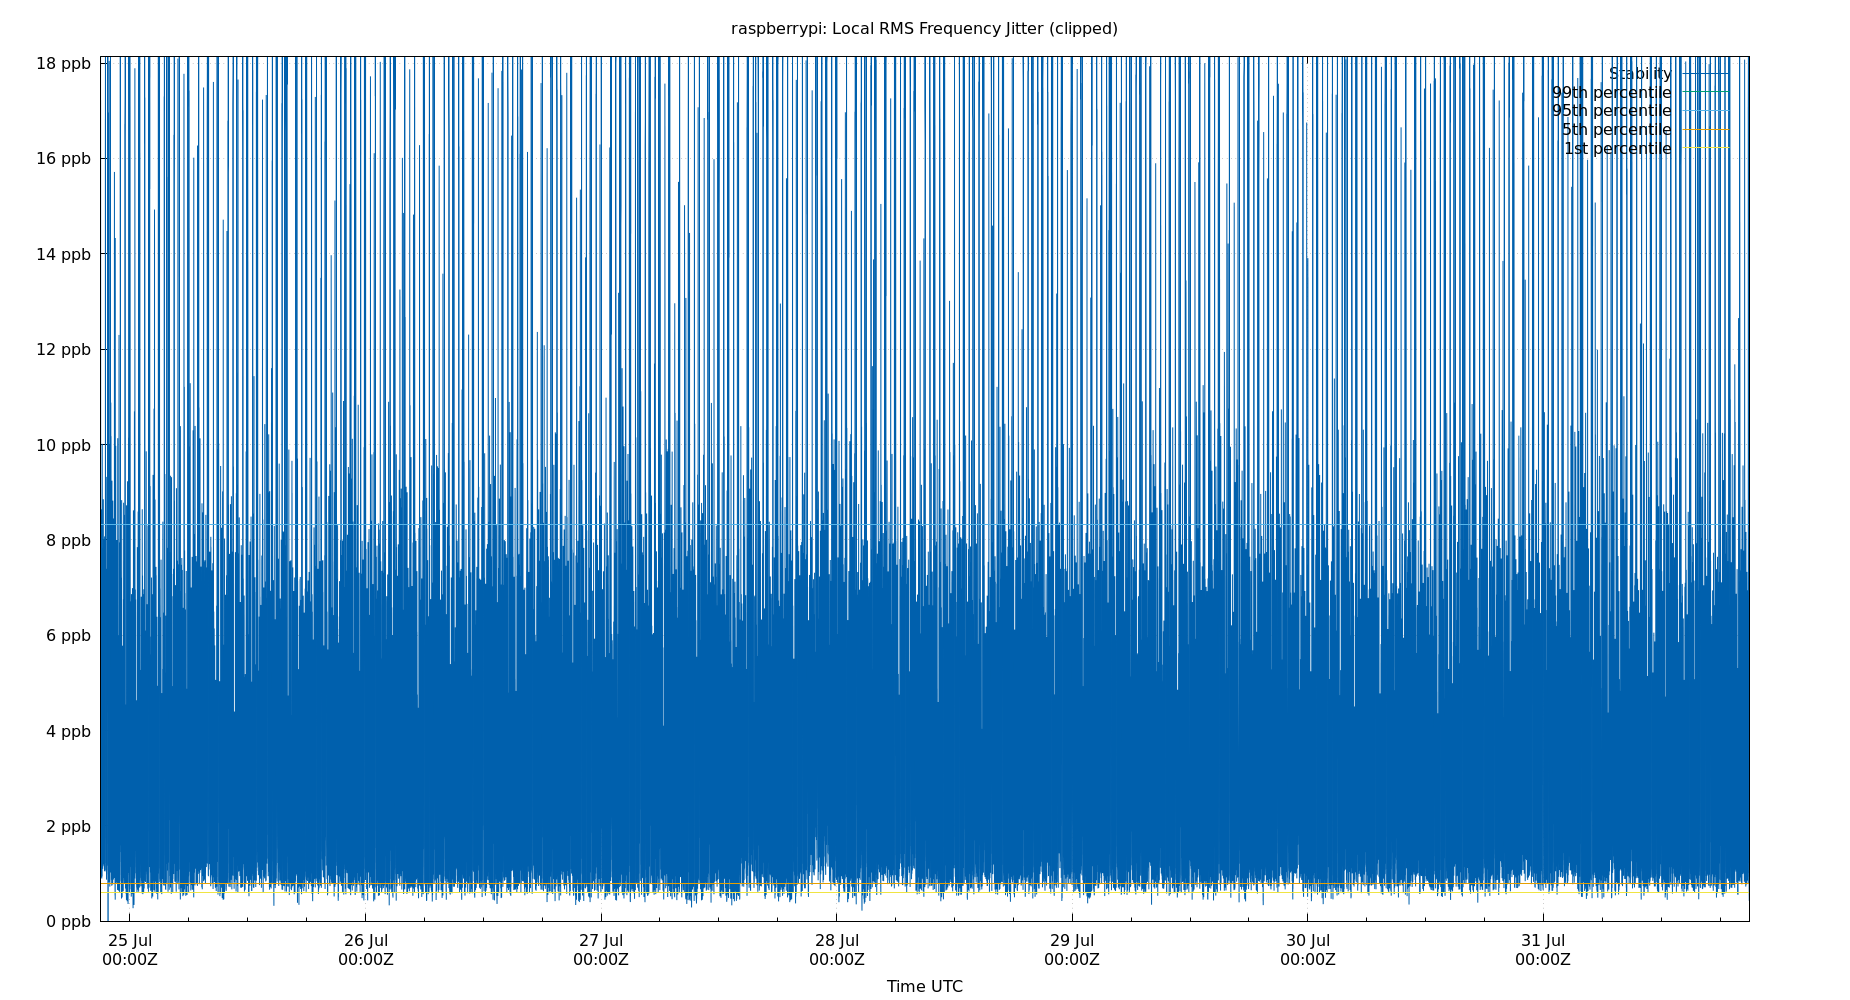 raspberrypi: Local RMS Frequency Jitter (clipped)
18 ppb
16 ppb
14 ppb
12 ppb
10 ppb
8 ppb
6 ppb
4 ppb
2 ppb
0 ppb
Stability
99th percentile
95th percentile
5th percentile
1st percentile
25 Jul 26 Jul 27 Jul 28 Jul 29 Jul 30 Jul 31 Jul
00:00Z 00:00Z 00:00Z 00:00Z 00:00Z 00:00Z 00:00Z
Time UTC